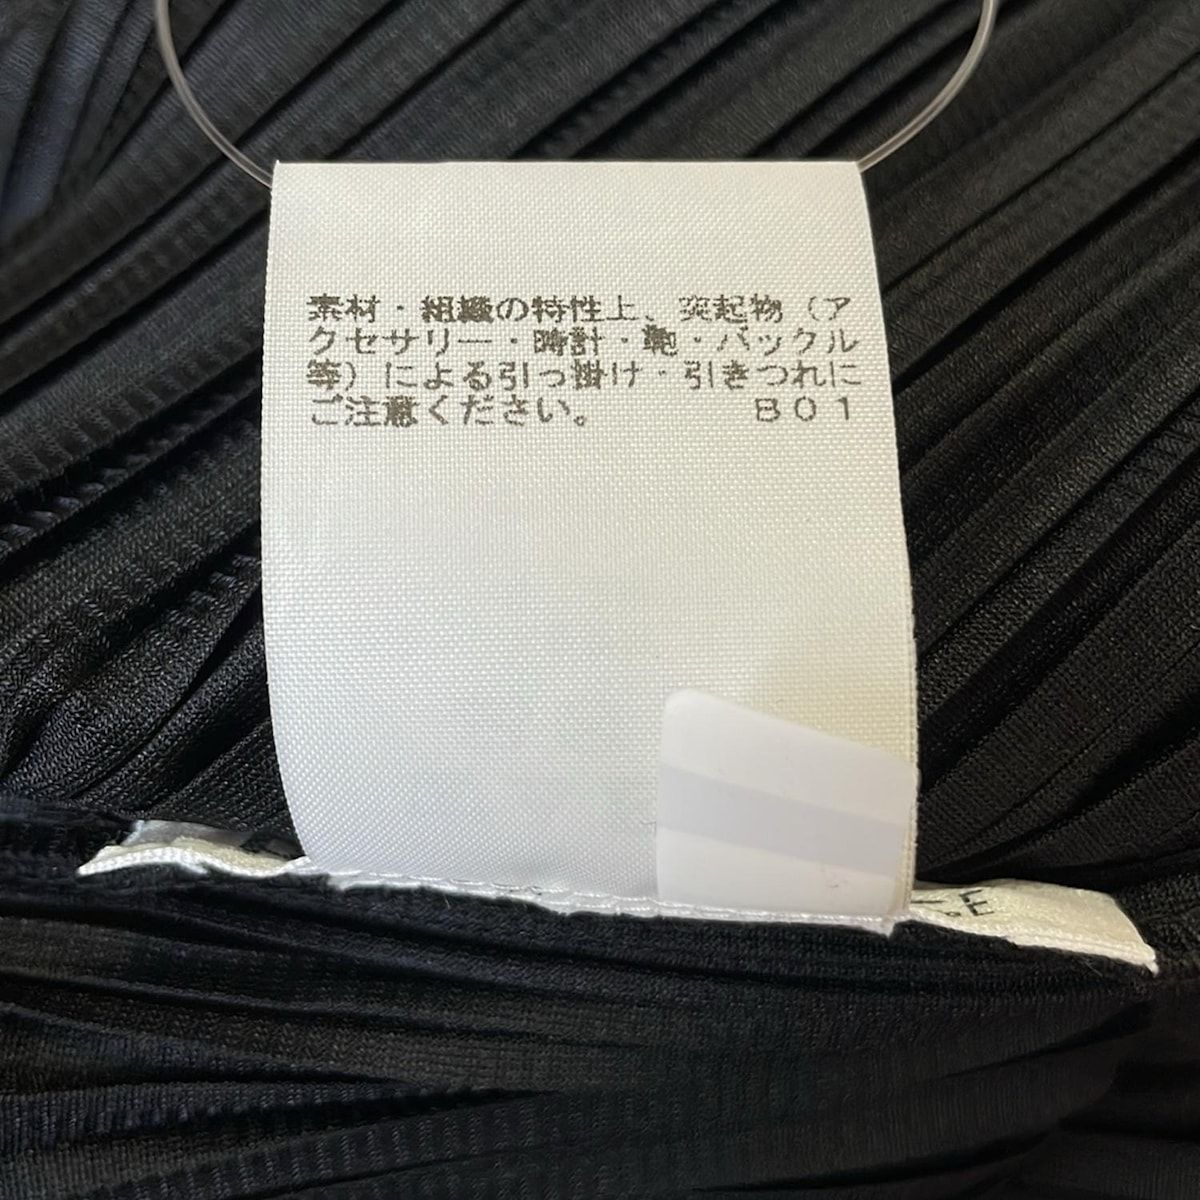 素材・組織の特性上、突起物（ア
クセサリー・時計・鞄・バックル
等）による引っ掛け・引きつれに
ご注意ください。 B01